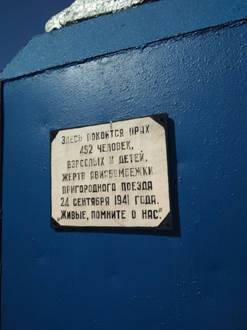 ЗДЕСЬ ПОКОИТСЯ ПРАХ
452 ЧЕЛОВЕК,
ВЗРОСЛЫХ И ДЕТЕЙ,
ЖЕРТВ АВИАБОМБЕЖКИ
ПРИГОРОДНОГО ПОЕЗДА
24 СЕНТЯБРЯ 1941 ГОДА.
„ЖИВЫЕ, ПОМНИТЕ О НАС".